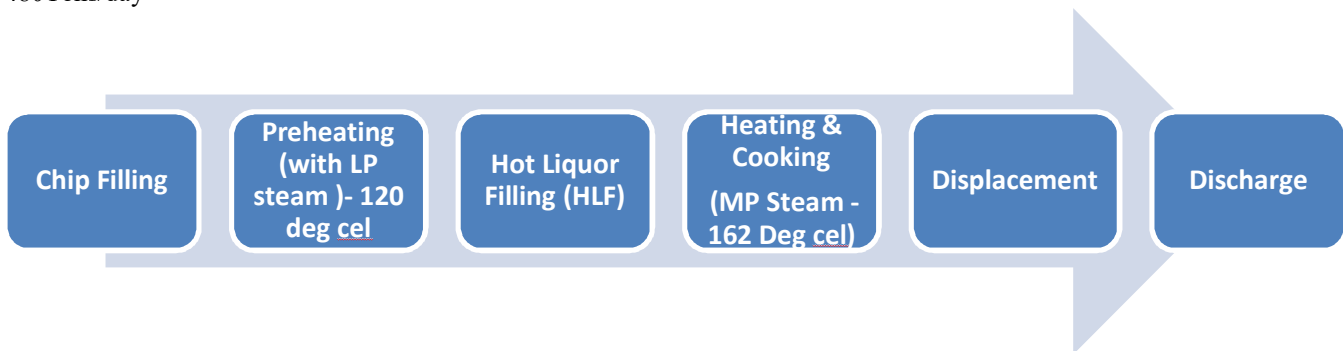 Chip Filling
Preheating
(with LP
steam )- 120
deg cel
Hot Liquor
Filling (HLF)
Heating &
Cooking
(MP Steam -
162 Deg cel)
Displacement
Discharge